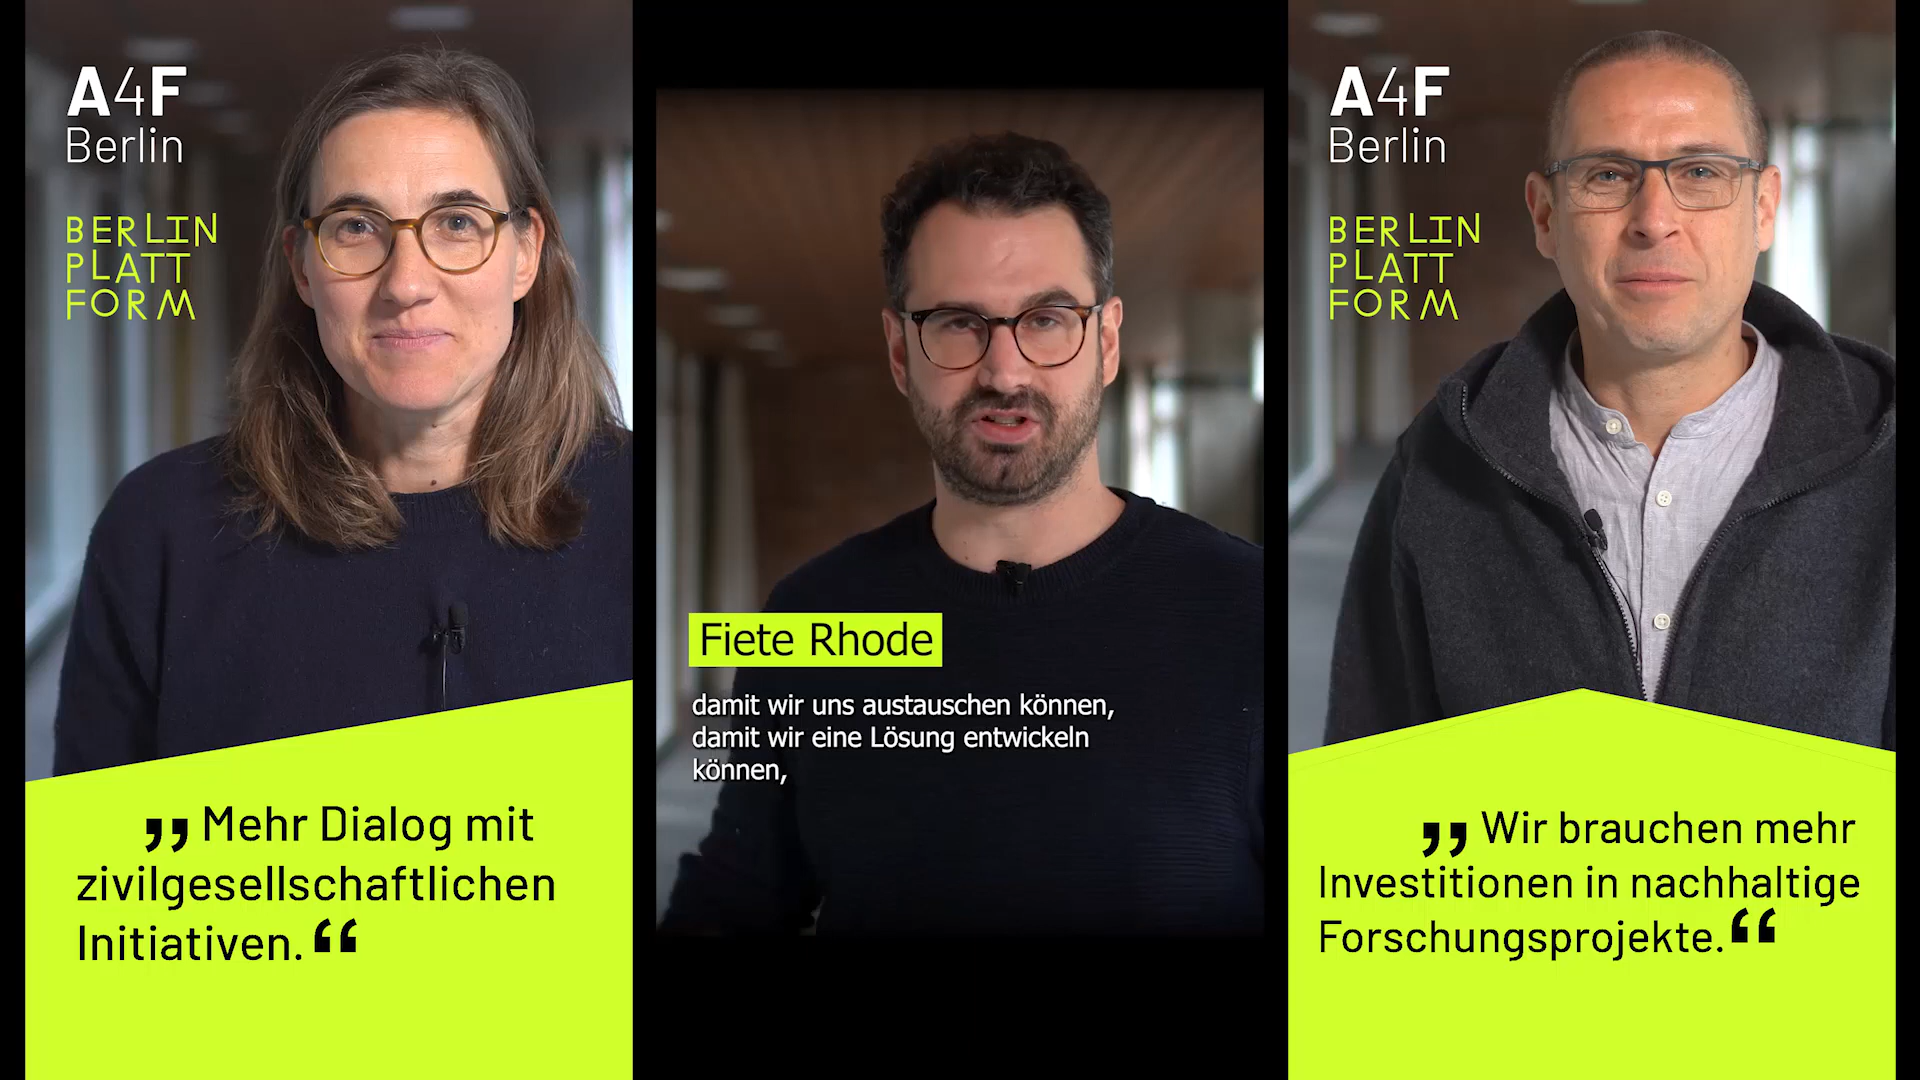 A4F
Berlin
BERLIN
PLATT
FORM
„Mehr Dialog mit
zivilgesellschaftlichen
Initiativen.“
Fiete Rhode
damit wir uns austauschen können,
damit wir eine Lösung entwickeln
können,
A4F
Berlin
BERLIN
PLATT
FORM
„Wir brauchen mehr
Investitionen in nachhaltige
Forschungsprojekte.“